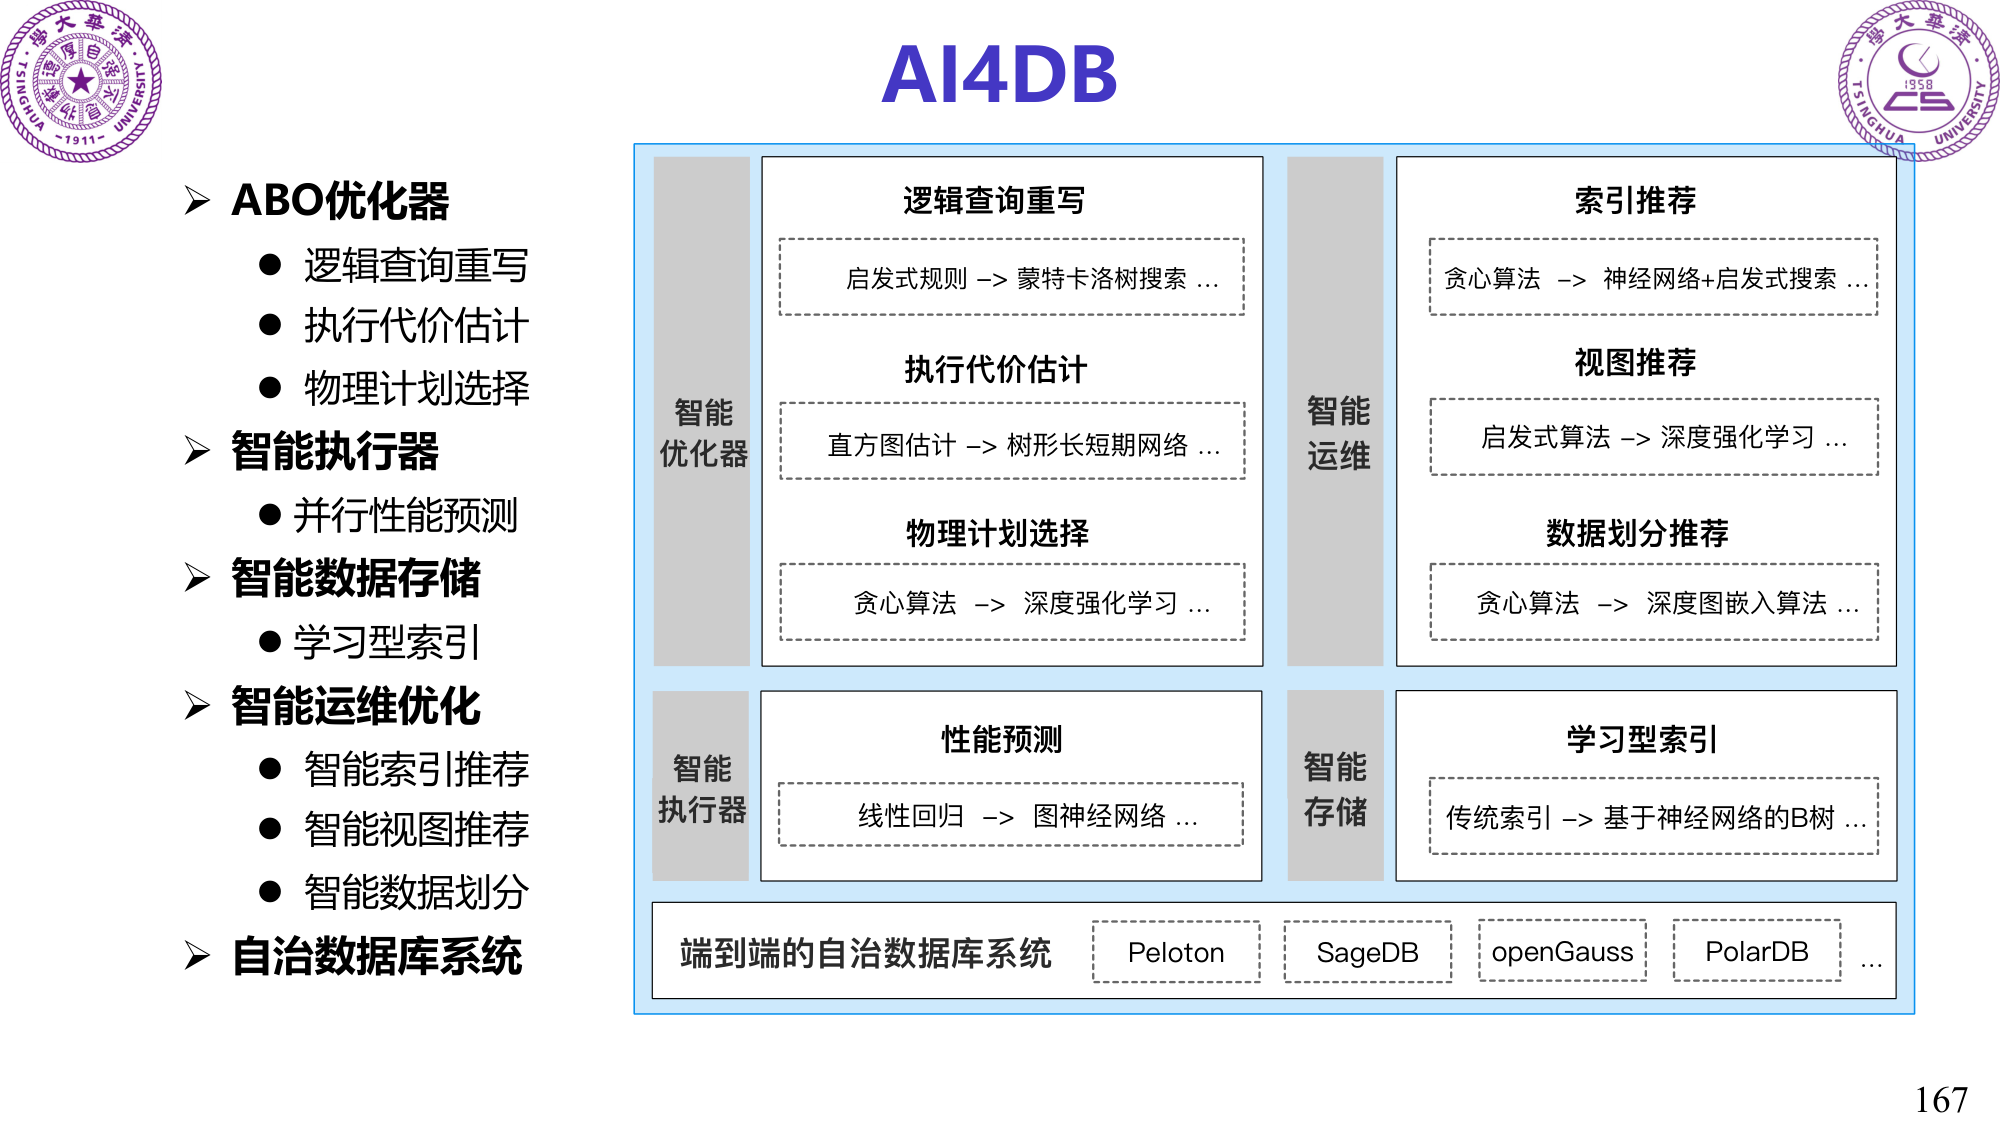 AI4DB
ABO优化器
逻辑查询重写
执行代价估计
物理计划选择
智能执行器
并行性能预测
智能数据存储
学习型索引
智能运维优化
智能索引推荐
智能视图推荐
智能数据划分
自治数据库系统
智能
优化器
逻辑查询重写
启发式规则 –> 蒙特卡洛树搜索 ...
执行代价估计
直方图估计 –> 树形长短期网络 ...
物理计划选择
贪心算法 –> 深度强化学习 ...
智能
运维
索引推荐
贪心算法 –> 神经网络+启发式搜索 ...
视图推荐
启发式算法 –> 深度强化学习 ...
数据划分推荐
贪心算法 –> 深度图嵌入算法 ...
智能
执行器
性能预测
线性回归 –> 图神经网络 ...
智能
存储
学习型索引
传统索引 –> 基于神经网络的B树 ...
端到端的自治数据库系统
Peloton
SageDB
openGauss
PolarDB
...
TSINGHUA -1911- UNIVERSITY
1958
TSINGHUA UNIVERSITY
167